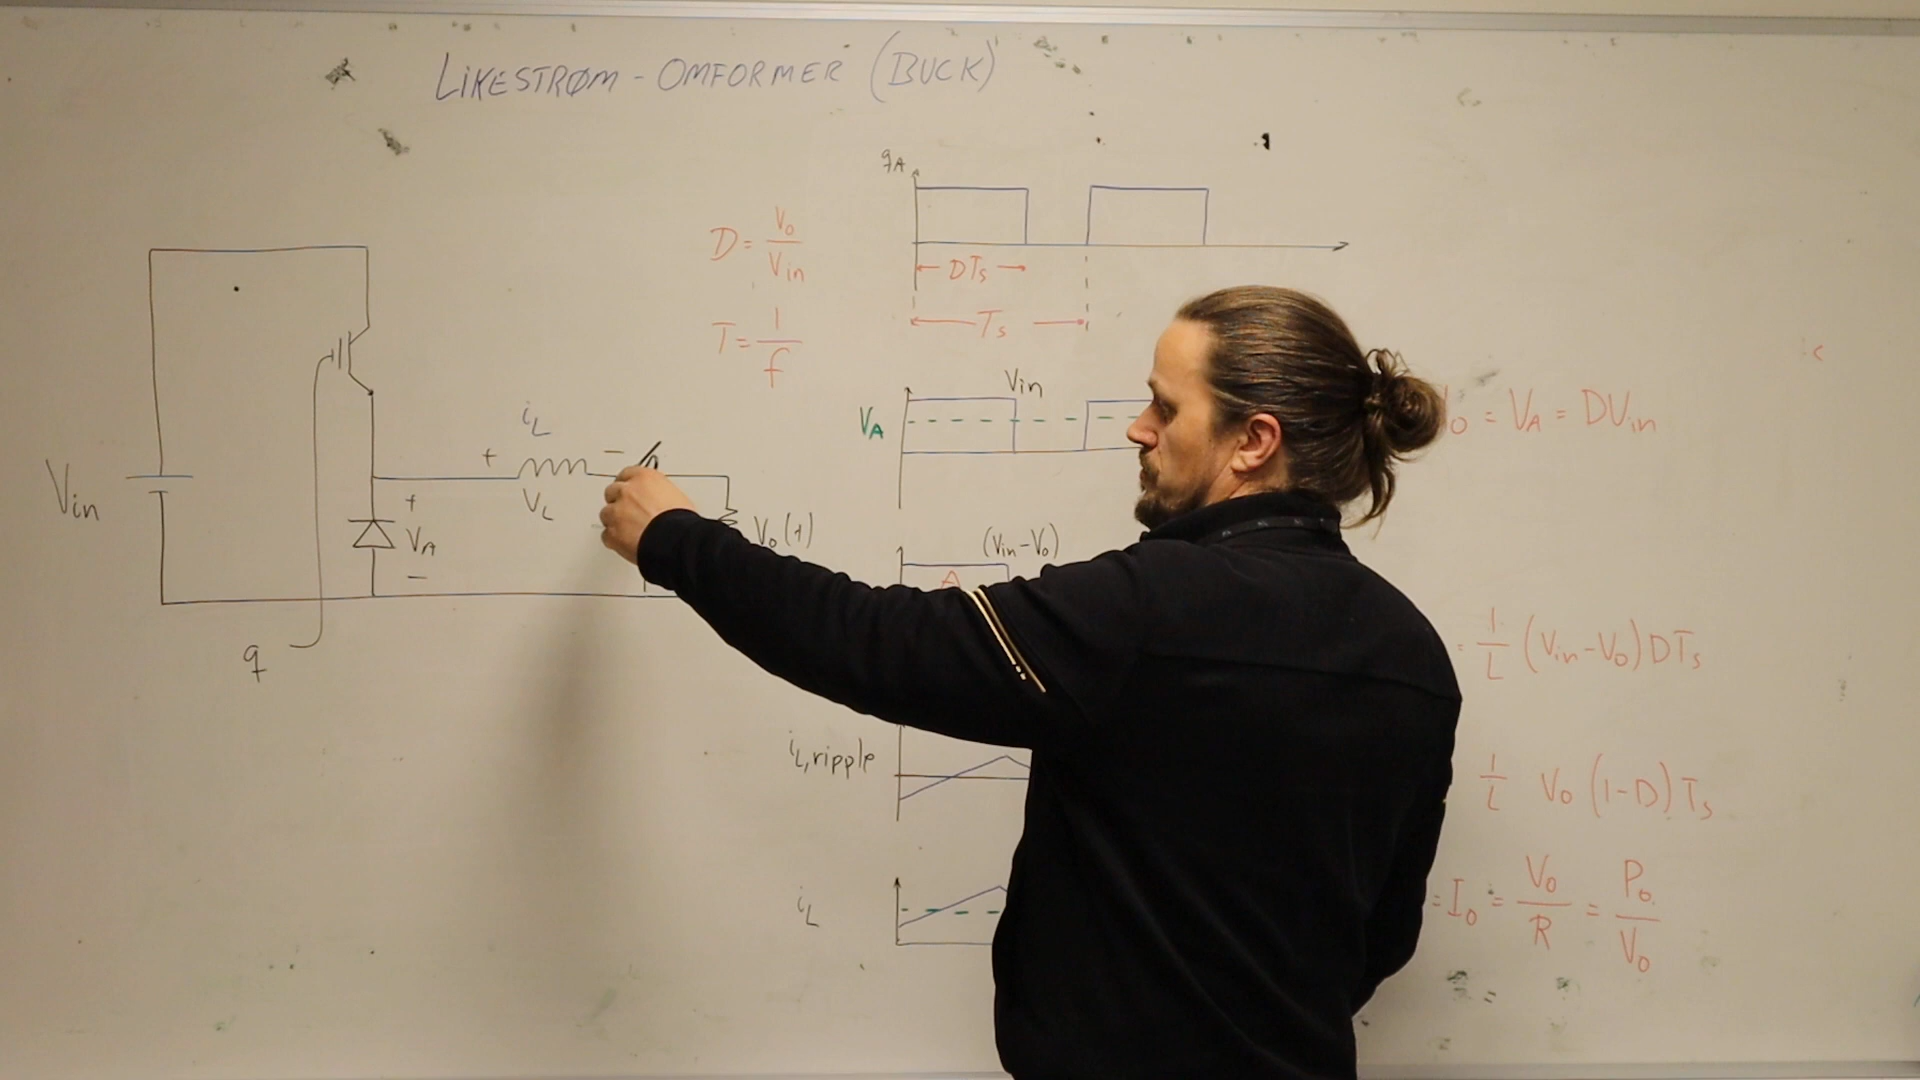 LIKESTRØM - OMFORMER (BUCK)
qA
D = Vo / Vin
DTs
T = 1 / f
Ts
Vin
VA
Vo = VA = DVin
iL
+ −
VL
Vin
+
VA
−
Vo(t)
(Vin-Vo)
A
q
= 1/L (Vin-Vo)DTs
iL,ripple
1/L Vo (1-D)Ts
iL
= Io = Vo/R = Po/Vo
=